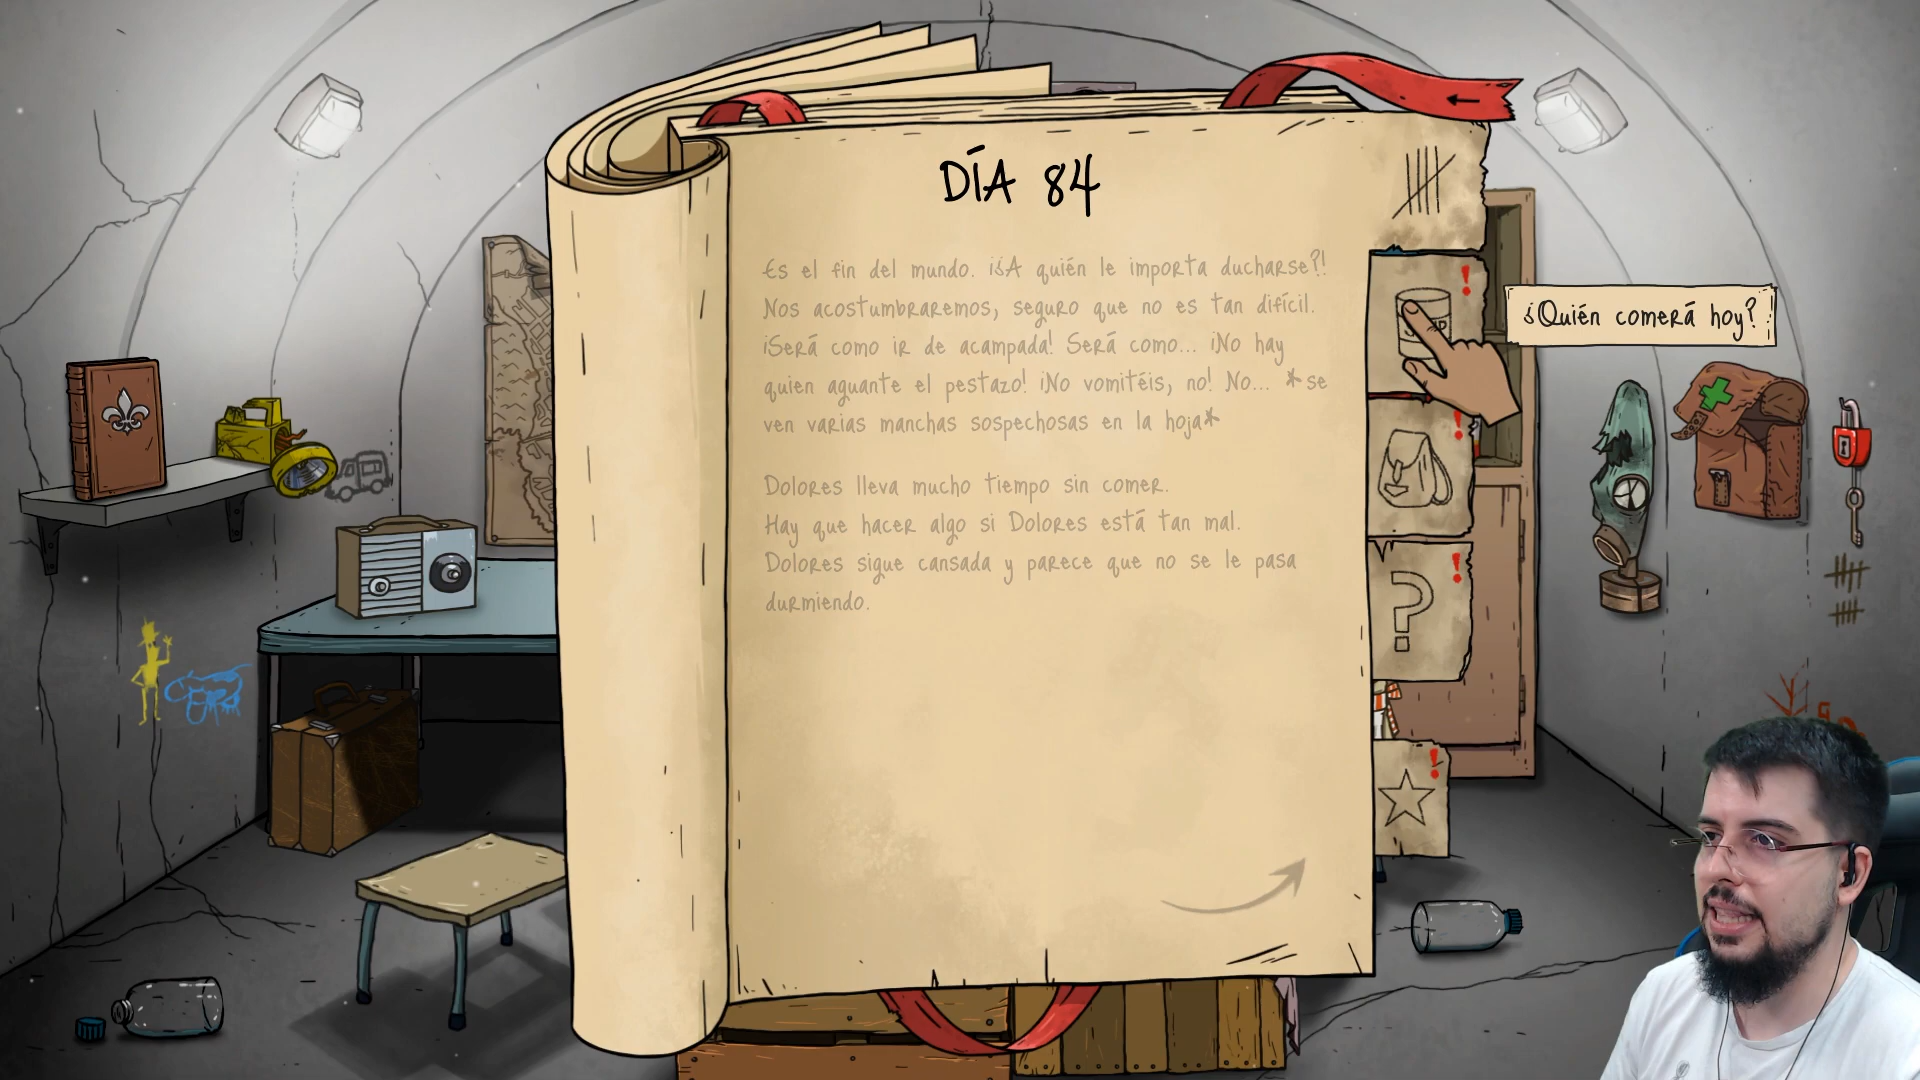 DÍA 84
Es el fin del mundo. ¡¿A quién le importa ducharse?!
Nos acostumbraremos, seguro que no es tan difícil.
¡Será como ir de acampada! Será como... ¡No hay
quien aguante el pestazo! ¡No vomitéis, no! No... *se
ven varias manchas sospechosas en la hoja*
Dolores lleva mucho tiempo sin comer.
Hay que hacer algo si Dolores está tan mal.
Dolores sigue cansada y parece que no se le pasa
durmiendo.
!
¿Quién comerá hoy?
!
!
?
!